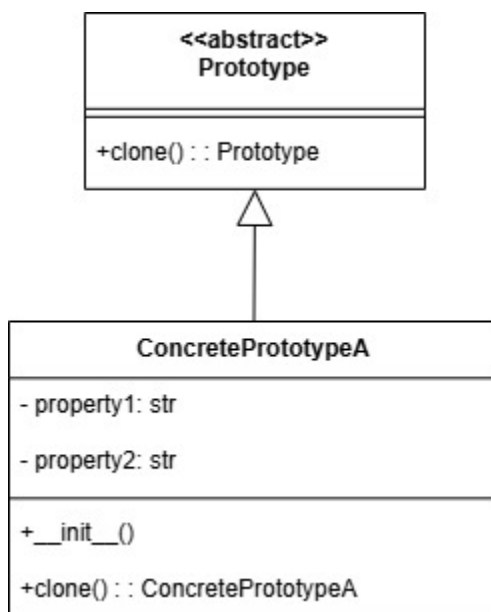 <<abstract>>
Prototype
+clone() : : Prototype
ConcretePrototypeA
- property1: str
- property2: str
+__init__()
+clone() : : ConcretePrototypeA